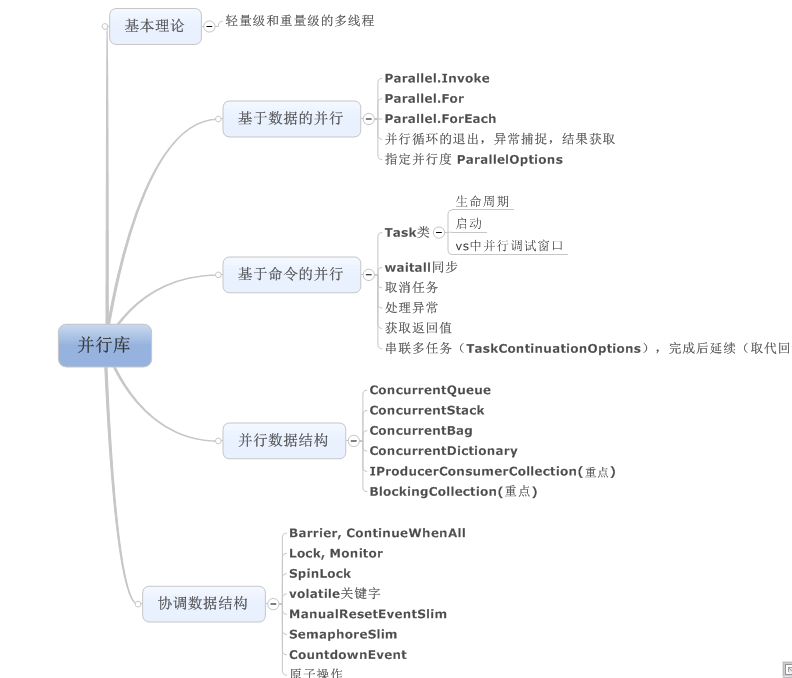 基本理论
轻量级和重量级的多线程
基于数据的并行
Parallel.Invoke
Parallel.For
Parallel.ForEach
并行循环的退出，异常捕捉，结果获取
指定并行度 ParallelOptions
基于命令的并行
Task类
生命周期
启动
vs中并行调试窗口
waitall同步
取消任务
处理异常
获取返回值
串联多任务（TaskContinuationOptions），完成后延续（取代回
并行库
并行数据结构
ConcurrentQueue
ConcurrentStack
ConcurrentBag
ConcurrentDictionary
IProducerConsumerCollection(重点)
BlockingCollection(重点)
协调数据结构
Barrier, ContinueWhenAll
Lock, Monitor
SpinLock
volatile关键字
ManualResetEventSlim
SemaphoreSlim
CountdownEvent
原子操作